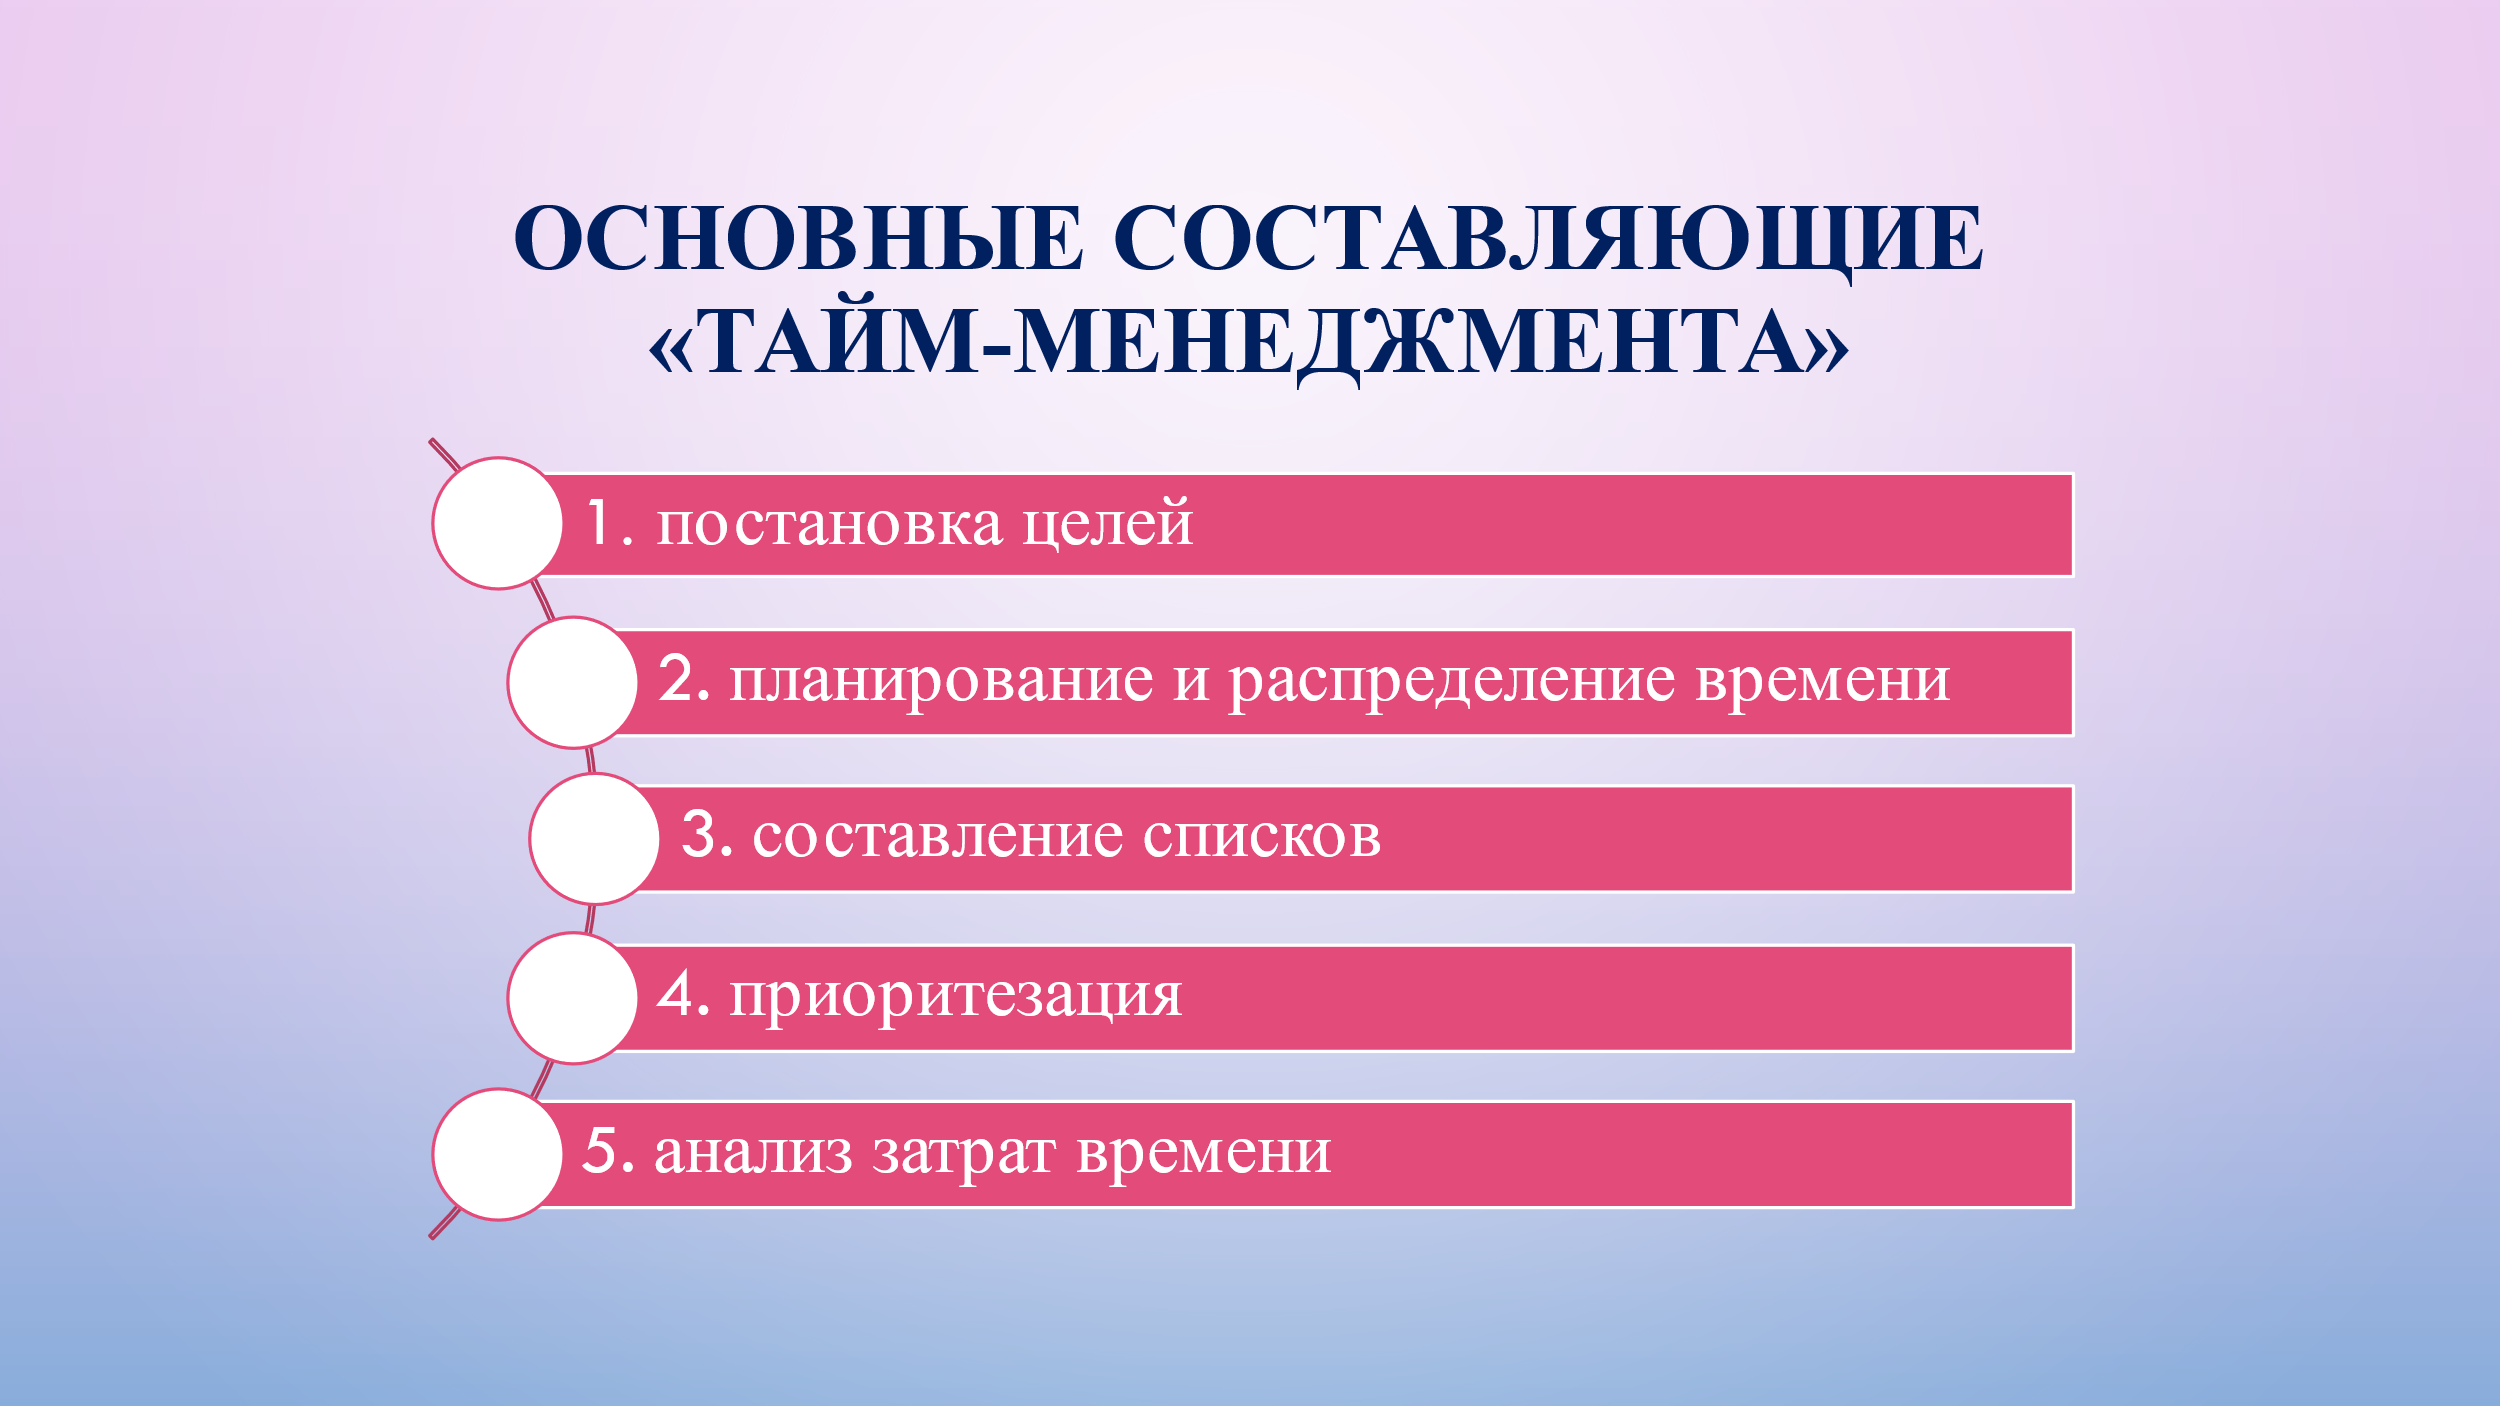 ОСНОВНЫЕ СОСТАВЛЯЮЩИЕ
«ТАЙМ-МЕНЕДЖМЕНТА»
1. постановка целей
2. планирование и распределение времени
3. составление списков
4. приоритезация
5. анализ затрат времени